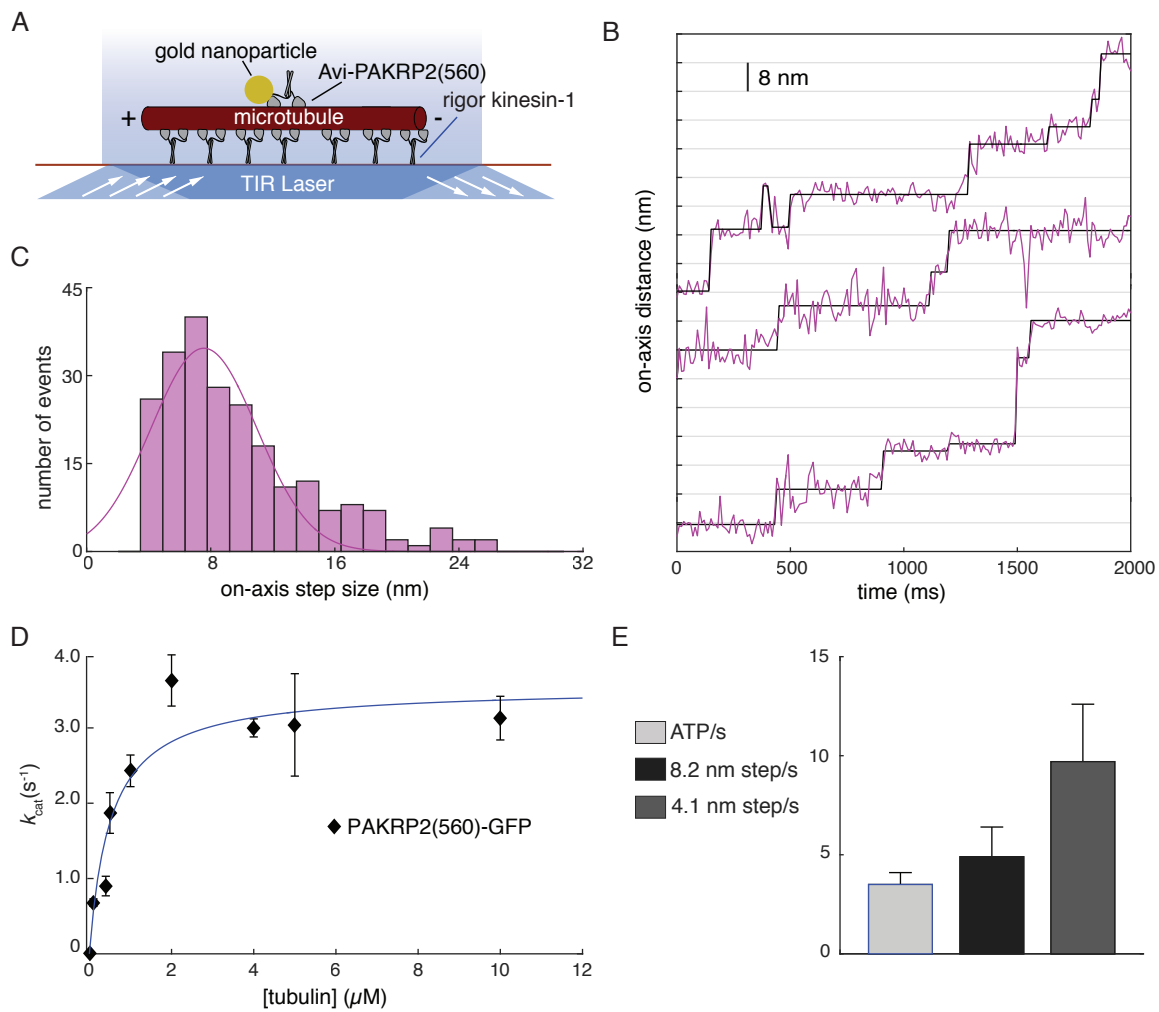 A
gold nanoparticle
Avi-PAKRP2(560)
rigor kinesin-1
+
microtubule
-
TIR Laser
B
8 nm
on-axis distance (nm)
0
500
1000
1500
2000
time (ms)
C
45
30
15
0
number of events
0
8
16
24
32
on-axis step size (nm)
D
4.0
3.0
2.0
1.0
0
kcat(s-1)
PAKRP2(560)-GFP
0
2
4
6
8
10
12
[tubulin] (µM)
E
ATP/s
8.2 nm step/s
4.1 nm step/s
15
10
5
0